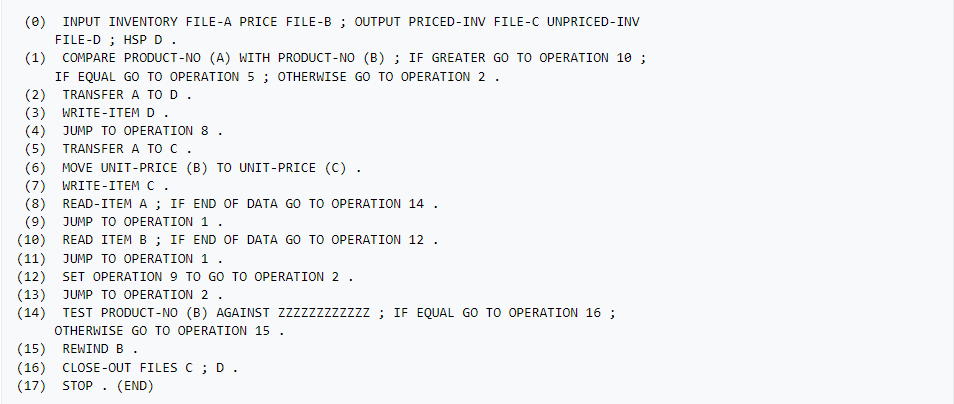 (0) INPUT INVENTORY FILE-A PRICE FILE-B ; OUTPUT PRICED-INV FILE-C UNPRICED-INV
FILE-D ; HSP D .
(1) COMPARE PRODUCT-NO (A) WITH PRODUCT-NO (B) ; IF GREATER GO TO OPERATION 10 ;
IF EQUAL GO TO OPERATION 5 ; OTHERWISE GO TO OPERATION 2 .
(2) TRANSFER A TO D .
(3) WRITE-ITEM D .
(4) JUMP TO OPERATION 8 .
(5) TRANSFER A TO C .
(6) MOVE UNIT-PRICE (B) TO UNIT-PRICE (C) .
(7) WRITE-ITEM C .
(8) READ-ITEM A ; IF END OF DATA GO TO OPERATION 14 .
(9) JUMP TO OPERATION 1 .
(10) READ ITEM B ; IF END OF DATA GO TO OPERATION 12 .
(11) JUMP TO OPERATION 1 .
(12) SET OPERATION 9 TO GO TO OPERATION 2 .
(13) JUMP TO OPERATION 2 .
(14) TEST PRODUCT-NO (B) AGAINST ZZZZZZZZZZZZ ; IF EQUAL GO TO OPERATION 16 ;
OTHERWISE GO TO OPERATION 15 .
(15) REWIND B .
(16) CLOSE-OUT FILES C ; D .
(17) STOP . (END)